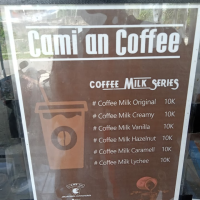 Cami'an Coffee
COFFEE MILK SERIES
# Coffee Milk Original 10K
# Coffee Milk Creamy 10K
# Coffee Milk Vanilla 10K
# Coffee Milk Hazelnut 10K
# Coffee Milk Caramell 10K
# Coffee Milk Lychee 10K